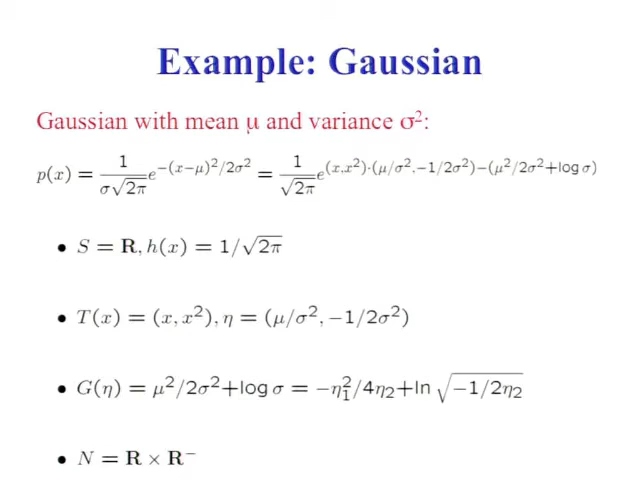 Example: Gaussian
Gaussian with mean μ and variance σ²:
p(x) = 1/(σ√2π) e^{−(x−μ)²/2σ²} = 1/√2π e^{(x,x²)·(μ/σ²,−1/2σ²)−(μ²/2σ²+log σ)}
• S = R, h(x) = 1/√2π
• T(x) = (x, x²), η = (μ/σ², −1/2σ²)
• G(η) = μ²/2σ²+log σ = −η₁²/4η₂+ln √(−1/2η₂)
• N = R × R⁻